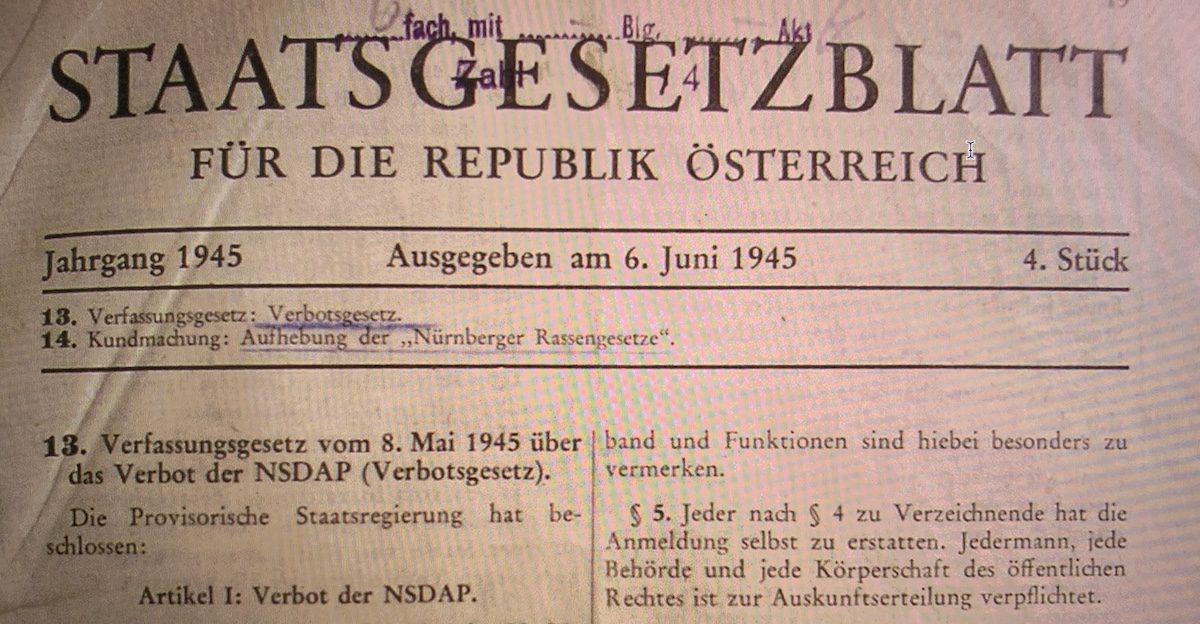 fach, mit ........ Blg. ........ Akt
Zahl 4
STAATSGESETZBLATT
FÜR DIE REPUBLIK ÖSTERREICH
Jahrgang 1945 Ausgegeben am 6. Juni 1945 4. Stück
13. Verfassungsgesetz: Verbotsgesetz.
14. Kundmachung: Aufhebung der „Nürnberger Rassengesetze“.
13. Verfassungsgesetz vom 8. Mai 1945 über
das Verbot der NSDAP (Verbotsgesetz).
Die Provisorische Staatsregierung hat be-
schlossen:
Artikel I: Verbot der NSDAP.
band und Funktionen sind hiebei besonders zu
vermerken.
§ 5. Jeder nach § 4 zu Verzeichnende hat die
Anmeldung selbst zu erstatten. Jedermann, jede
Behörde und jede Körperschaft des öffentlichen
Rechtes ist zur Auskunftserteilung verpflichtet.